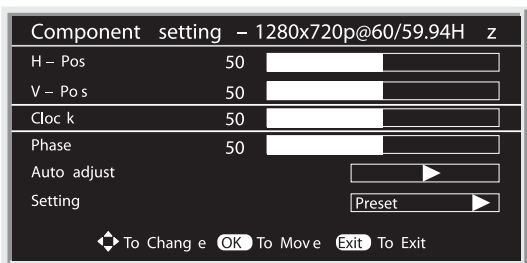 Component setting – 1280x720p@60/59.94H z
H – Pos 50
V – Po s 50
Cloc k 50
Phase 50
Auto adjust
Setting Preset
To Chang e OK To Mov e Exit To Exit